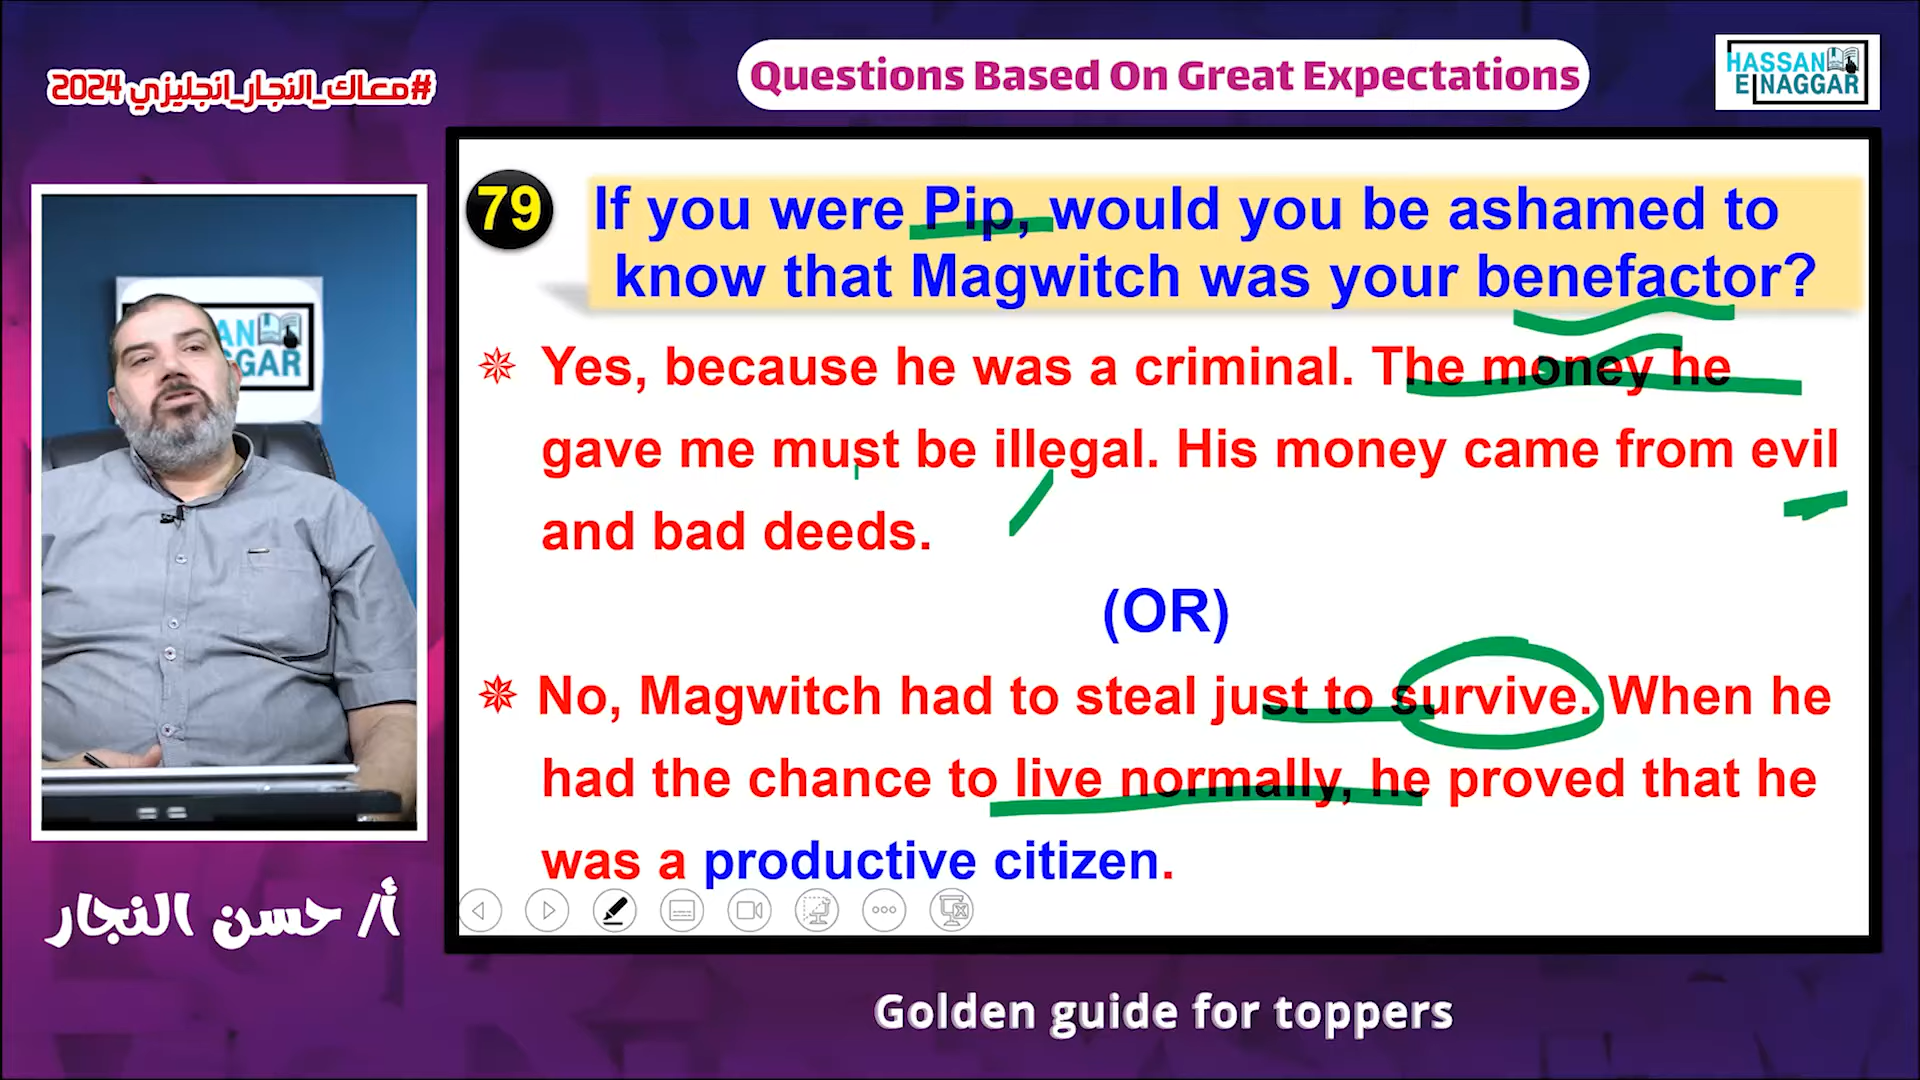 #معاك_النجار_انجليزي 2024
Questions Based On Great Expectations
HASSAN
ELNAGGAR
79
If you were Pip, would you be ashamed to
know that Magwitch was your benefactor?
Yes, because he was a criminal. The money he
gave me must be illegal. His money came from evil
and bad deeds.
(OR)
No, Magwitch had to steal just to survive. When he
had the chance to live normally, he proved that he
was a productive citizen.
AN
GGAR
أ/ حسن النجار
Golden guide for toppers